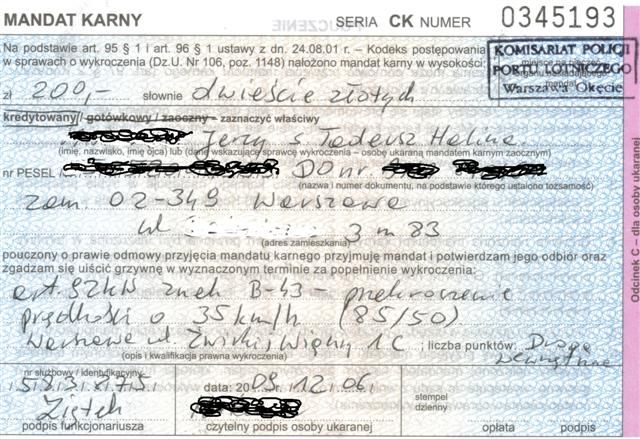 MANDAT KARNY SERIA CK NUMER 0345193
Na podstawie art. 95 § 1 i art. 96 § 1 ustawy z dn. 24.08.01 r. – Kodeks postępowania
w sprawach o wykroczenia (Dz.U. Nr 106, poz. 1148) nałożono mandat karny w wysokości:
KOMISARIAT POLICJI
PORTU LOTNICZEGO
Warszawa Okęcie
zł 200,- słownie dwieście złotych
kredytowany/ gotówkowy / zaoczny – zaznaczyć właściwy
Jerzy s. Tadeusz Halina
(imię, nazwisko, imię ojca) lub (dane wskazujące sprawcę wykroczenia – osobę ukaraną mandatem karnym zaocznym)
nr PESEL DO nr.
(nazwa i numer dokumentu, na podstawie którego ustalono tożsamość)
zam. 02-349 Warszawa
ul 3 m 83
(adres zamieszkania)
pouczony o prawie odmowy przyjęcia mandatu karnego przyjmuję mandat i potwierdzam jego odbiór oraz
zgadzam się uiścić grzywnę w wyznaczonym terminie za popełnienie wykroczenia:
art. 92kw znak B-43 – przekroczenie
prędkości o 35 km/h (85/50)
Warszawa ul Żwirki i Wigury 1C ; liczba punktów: Droga wewnętrzna
(opis i kwalifikacja prawna wykroczenia)
nr służbowy / identyfikacyjny data: 2009.12.06
Ziętek
stempel
dzienny
podpis funkcjonariusza czytelny podpis osoby ukaranej opłata podpis
Odcinek C – dla osoby ukaranej